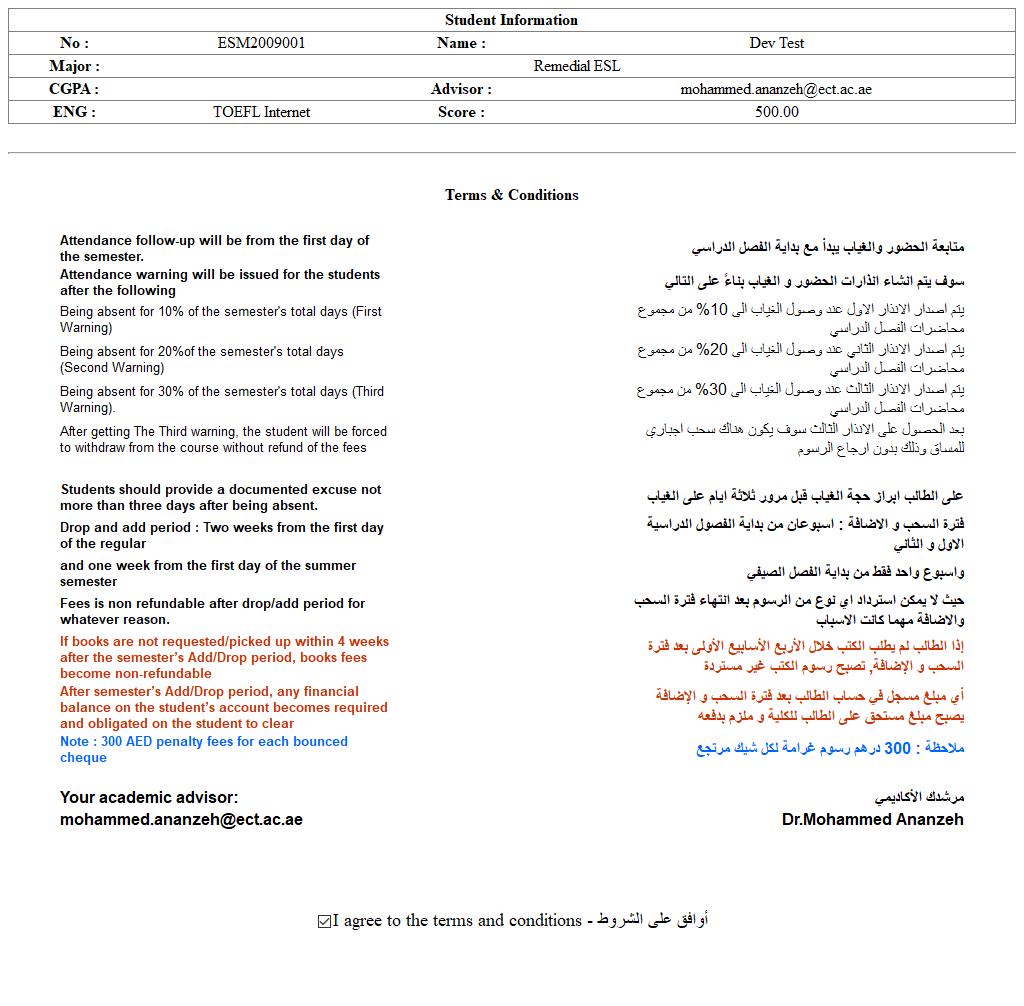 Student Information
No : ESM2009001 Name : Dev Test
Major : Remedial ESL
CGPA : Advisor : mohammed.ananzeh@ect.ac.ae
ENG : TOEFL Internet Score : 500.00
Terms & Conditions
Attendance follow-up will be from the first day of
the semester.
متابعة الحضور والغياب يبدأ مع بداية الفصل الدراسي
Attendance warning will be issued for the students
after the following
سوف يتم انشاء انذارات الحضور و الغياب بناءً على التالي
Being absent for 10% of the semester's total days (First
Warning)
يتم اصدار الانذار الاول عند وصول الغياب الى 10% من مجموع
محاضرات الفصل الدراسي
Being absent for 20%of the semester's total days
(Second Warning)
يتم اصدار الانذار الثاني عند وصول الغياب الى 20% من مجموع
محاضرات الفصل الدراسي
Being absent for 30% of the semester's total days (Third
Warning).
يتم اصدار الانذار الثالث عند وصول الغياب الى 30% من مجموع
محاضرات الفصل الدراسي
After getting The Third warning, the student will be forced
to withdraw from the course without refund of the fees
بعد الحصول على الانذار الثالث سوف يكون هناك سحب اجباري
للمساق وذلك بدون ارجاع الرسوم
Students should provide a documented excuse not
more than three days after being absent.
على الطالب ابراز حجة الغياب قبل مرور ثلاثة ايام على الغياب
Drop and add period : Two weeks from the first day
of the regular
فترة السحب و الاضافة : اسبوعان من بداية الفصول الدراسية
الاول و الثاني
and one week from the first day of the summer
semester
واسبوع واحد فقط من بداية الفصل الصيفي
Fees is non refundable after drop/add period for
whatever reason.
حيث لا يمكن استرداد اي نوع من الرسوم بعد انتهاء فترة السحب
والاضافة مهما كانت الاسباب
If books are not requested/picked up within 4 weeks
after the semester’s Add/Drop period, books fees
become non-refundable
إذا الطالب لم يطلب الكتب خلال الأربع الأسابيع الأولى بعد فترة
السحب و الإضافة, تصبح رسوم الكتب غير مستردة
After semester’s Add/Drop period, any financial
balance on the student’s account becomes required
and obligated on the student to clear
أي مبلغ مسجل في حساب الطالب بعد فترة السحب و الإضافة
يصبح مبلغ مستحق على الطالب للكلية و ملزم بدفعه
Note : 300 AED penalty fees for each bounced
cheque
ملاحظة : 300 درهم رسوم غرامة لكل شيك مرتجع
Your academic advisor:
mohammed.ananzeh@ect.ac.ae
مرشدك الأكاديمي
Dr.Mohammed Ananzeh
I agree to the terms and conditions - أوافق على الشروط